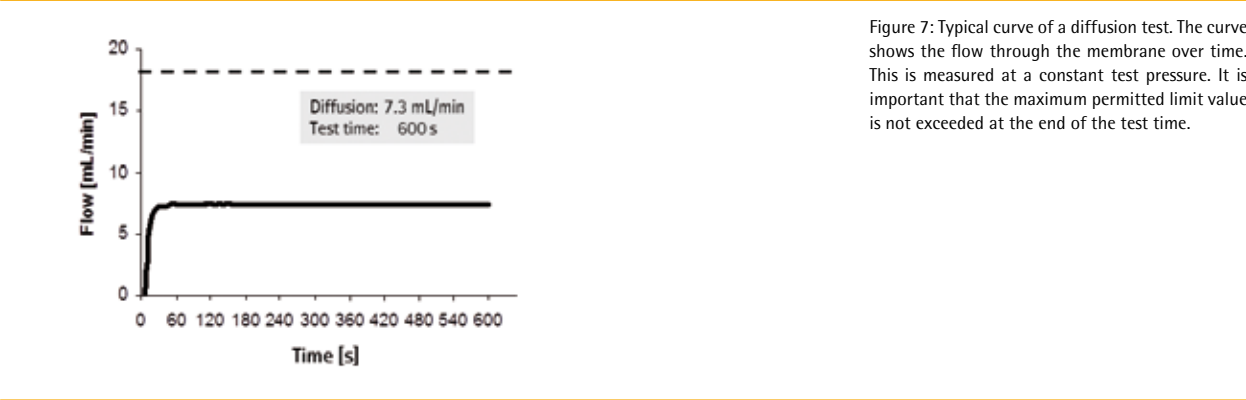 Figure 7: Typical curve of a diffusion test. The curve
shows the flow through the membrane over time.
This is measured at a constant test pressure. It is
important that the maximum permitted limit value
is not exceeded at the end of the test time.
20
15
10
5
0
Flow [mL/min]
Diffusion: 7.3 mL/min
Test time: 600 s
0 60 120 180 240 300 360 420 480 540 600
Time [s]